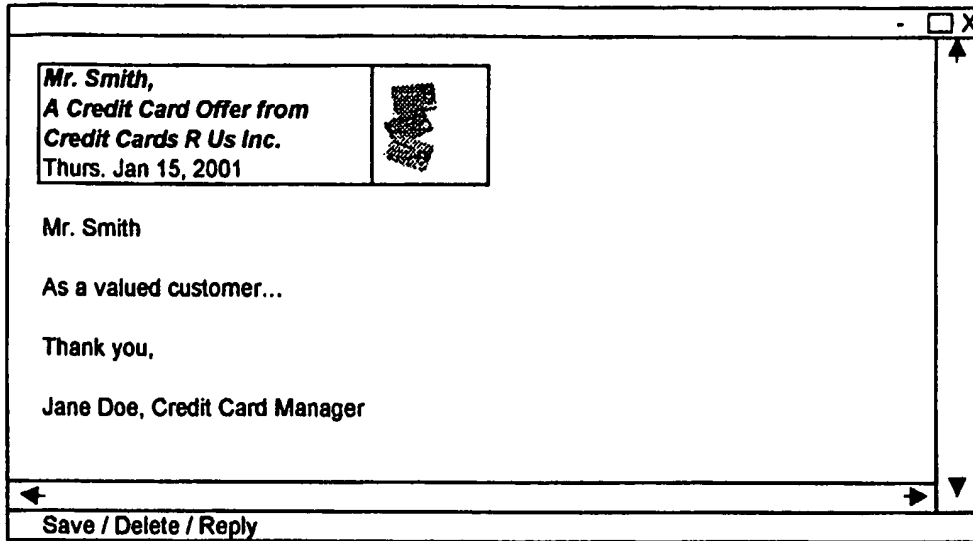 Mr. Smith,
A Credit Card Offer from
Credit Cards R Us Inc.
Thurs. Jan 15, 2001
Mr. Smith
As a valued customer...
Thank you,
Jane Doe, Credit Card Manager
Save / Delete / Reply